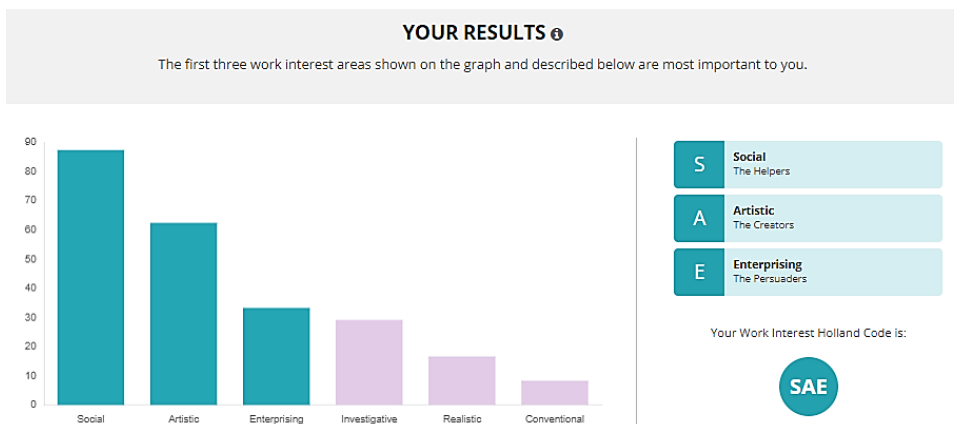 YOUR RESULTS
The first three work interest areas shown on the graph and described below are most important to you.
90
80
70
60
50
40
30
20
10
0
Social
Artistic
Enterprising
Investigative
Realistic
Conventional
S
Social
The Helpers
A
Artistic
The Creators
E
Enterprising
The Persuaders
Your Work Interest Holland Code is:
SAE